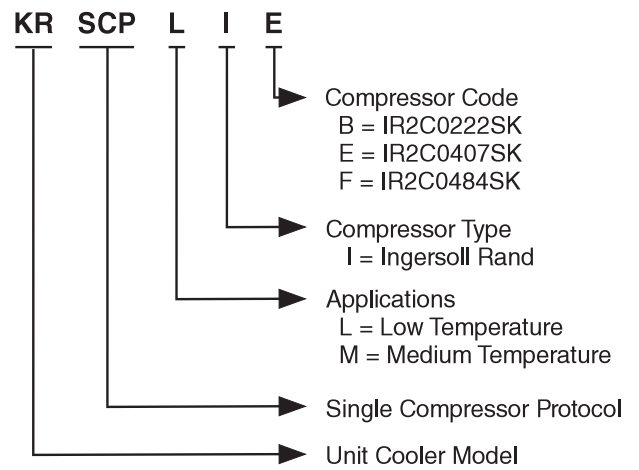 KR SCP L I E
Compressor Code
B = IR2C0222SK
E = IR2C0407SK
F = IR2C0484SK
Compressor Type
I = Ingersoll Rand
Applications
L = Low Temperature
M = Medium Temperature
Single Compressor Protocol
Unit Cooler Model